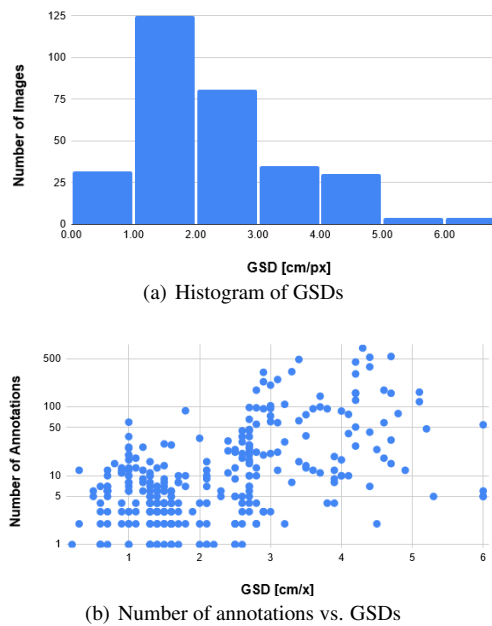 125
100
75
50
25
0
Number of Images
0.00 1.00 2.00 3.00 4.00 5.00 6.00
GSD [cm/px]
(a) Histogram of GSDs
500
100
50
10
5
1
Number of Annotations
1 2 3 4 5 6
GSD [cm/x]
(b) Number of annotations vs. GSDs